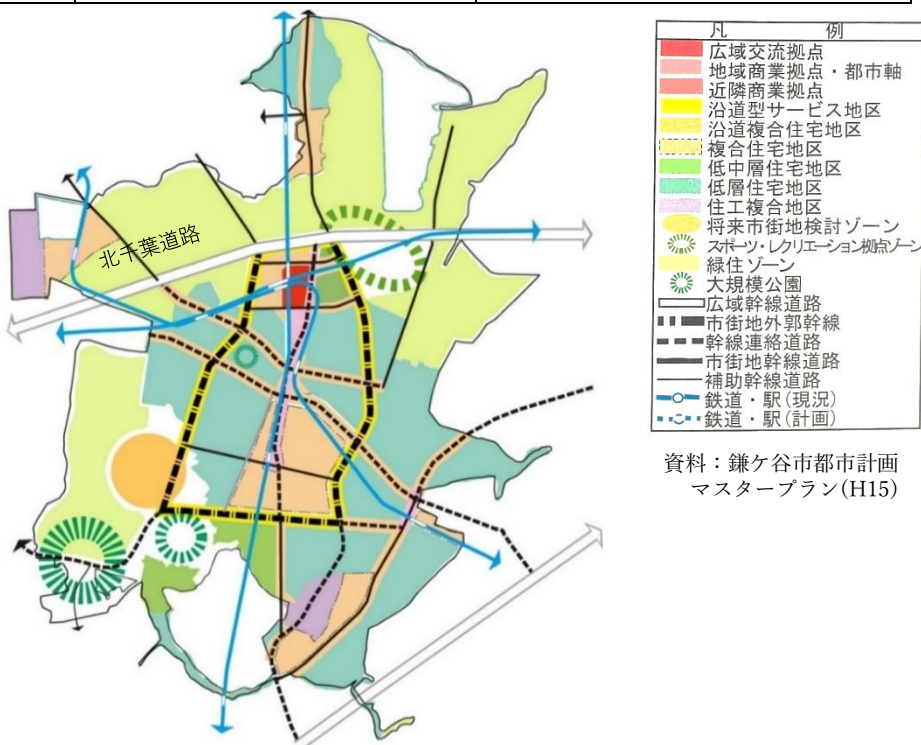 北千葉道路
凡 例
広域交流拠点
地域商業拠点・都市軸
近隣商業拠点
沿道型サービス地区
沿道複合住宅地区
複合住宅地区
低中層住宅地区
低層住宅地区
住工複合地区
将来市街地検討ゾーン
スポーツ・レクリエーション拠点ゾーン
緑住ゾーン
大規模公園
広域幹線道路
市街地外郭幹線
幹線連絡道路
市街地幹線道路
補助幹線道路
鉄道・駅(現況)
鉄道・駅(計画)
資料：鎌ケ谷市都市計画
マスタープラン(H15)